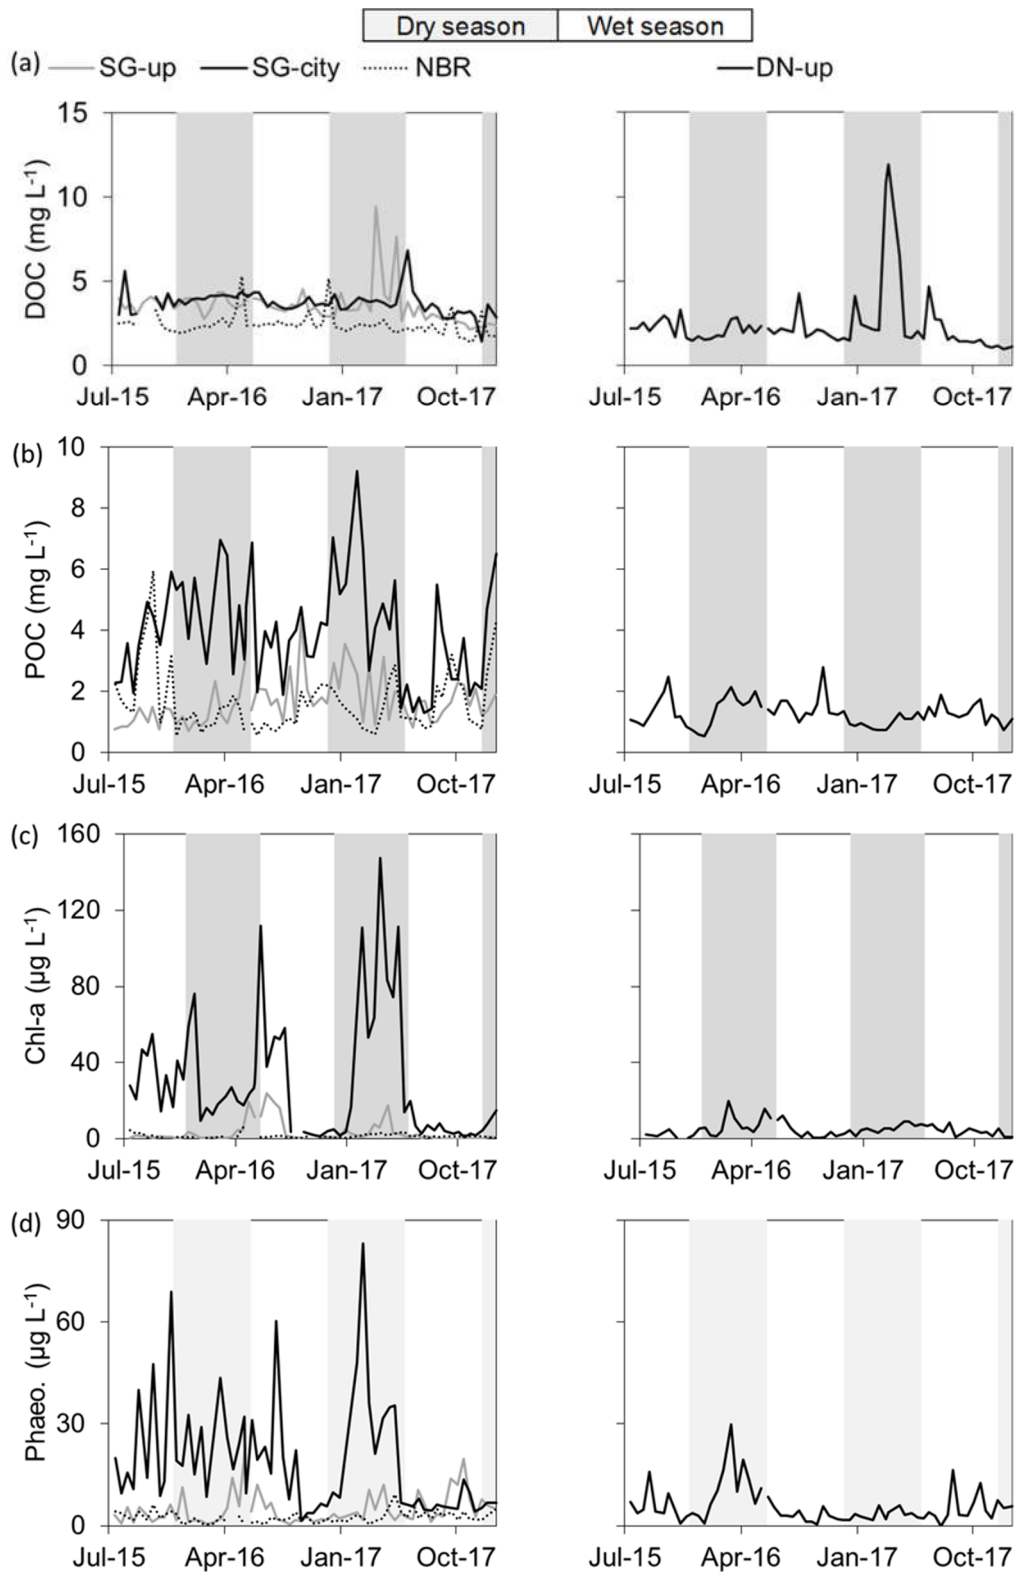 Dry season Wet season
(a) SG-up SG-city NBR DN-up
DOC (mg L-1)
15
10
5
0
Jul-15 Apr-16 Jan-17 Oct-17
Jul-15 Apr-16 Jan-17 Oct-17
(b)
POC (mg L-1)
10
8
6
4
2
0
Jul-15 Apr-16 Jan-17 Oct-17
Jul-15 Apr-16 Jan-17 Oct-17
(c)
Chl-a (µg L-1)
160
120
80
40
0
Jul-15 Apr-16 Jan-17 Oct-17
Jul-15 Apr-16 Jan-17 Oct-17
(d)
Phaeo. (µg L-1)
90
60
30
0
Jul-15 Apr-16 Jan-17 Oct-17
Jul-15 Apr-16 Jan-17 Oct-17